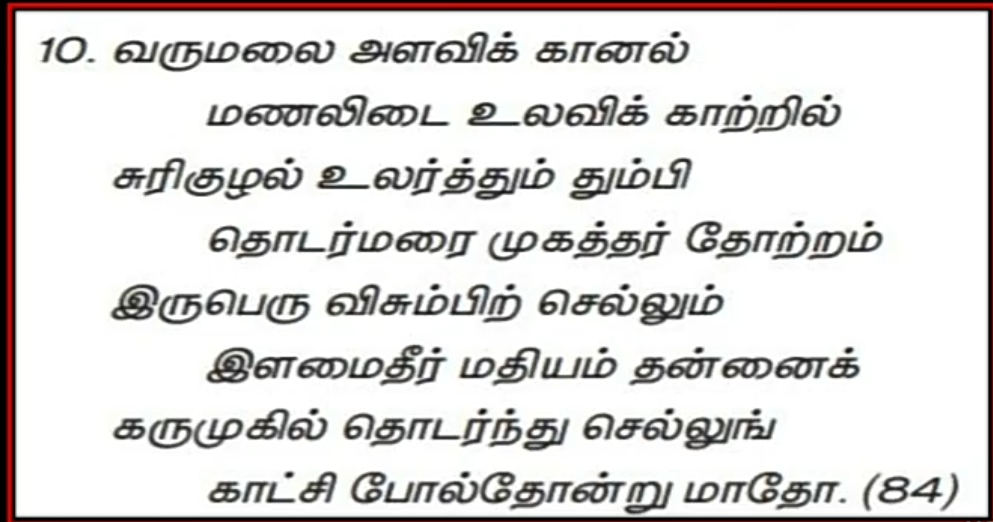 10. வருமலை அளவிக் கானல்
மணலிடை உலவிக் காற்றில்
சுரிகுழல் உலர்த்தும் தும்பி
தொடர்மரை முகத்தர் தோற்றம்
இருபெரு விசும்பிற் செல்லும்
இளமைதீர் மதியம் தன்னைக்
கருமுகில் தொடர்ந்து செல்லுங்
காட்சி போல்தோன்று மாதோ. (84)